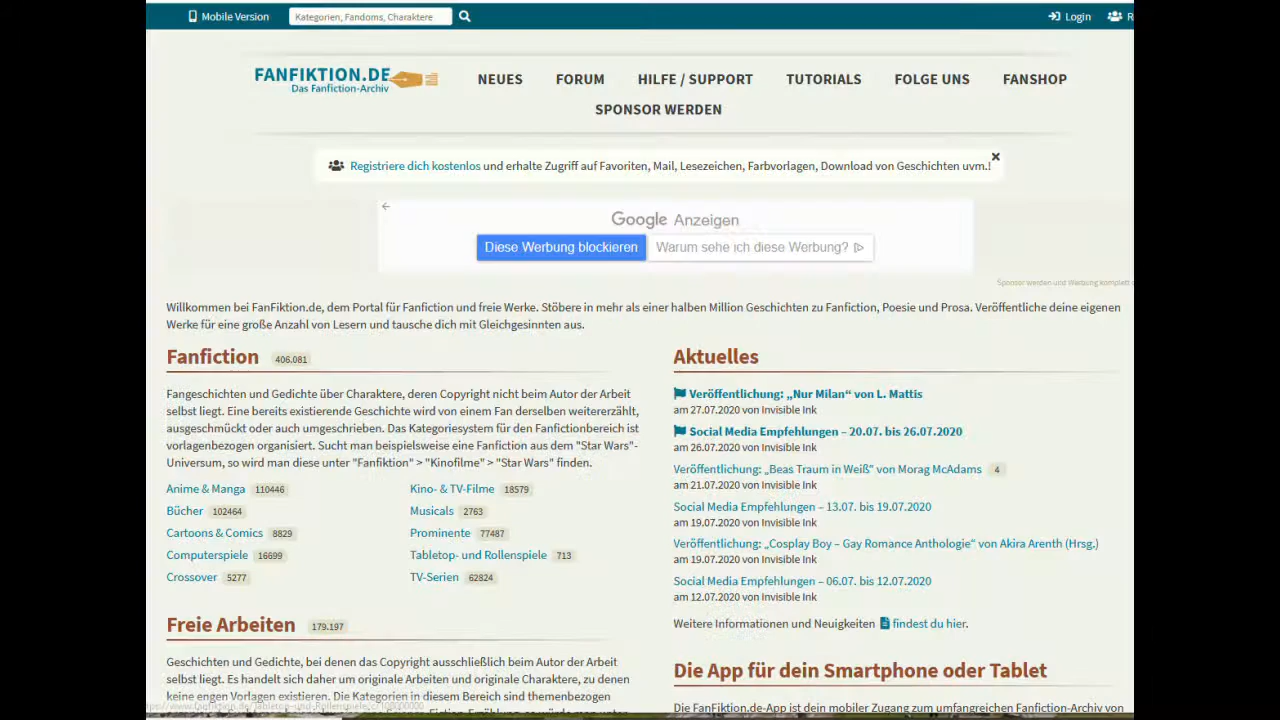 Mobile Version
Kategorien, Fandoms, Charaktere
Login
R
FANFIKTION.DE
Das Fanfiction-Archiv
NEUES
FORUM
HILFE / SUPPORT
TUTORIALS
FOLGE UNS
FANSHOP
SPONSOR WERDEN
Registriere dich kostenlos und erhalte Zugriff auf Favoriten, Mail, Lesezeichen, Farbvorlagen, Download von Geschichten uvm.!
Google Anzeigen
Diese Werbung blockieren
Warum sehe ich diese Werbung?
Sponsor werden und Werbung komplett
Willkommen bei FanFiktion.de, dem Portal für Fanfiction und freie Werke. Stöbere in mehr als einer halben Million Geschichten zu Fanfiction, Poesie und Prosa. Veröffentliche deine eigenen
Werke für eine große Anzahl von Lesern und tausche dich mit Gleichgesinnten aus.
Fanfiction 406.081
Fangeschichten und Gedichte über Charaktere, deren Copyright nicht beim Autor der Arbeit
selbst liegt. Eine bereits existierende Geschichte wird von einem Fan derselben weitererzählt,
ausgeschmückt oder auch umgeschrieben. Das Kategoriesystem für den Fanfictionbereich ist
vorlagenbezogen organisiert. Sucht man beispielsweise eine Fanfiction aus dem "Star Wars"-
Universum, so wird man diese unter "Fanfiktion" > "Kinofilme" > "Star Wars" finden.
Anime & Manga 110446
Bücher 102464
Cartoons & Comics 8829
Computerspiele 16699
Crossover 5277
Kino- & TV-Filme 18579
Musicals 2763
Prominente 77487
Tabletop- und Rollenspiele 713
TV-Serien 62824
Freie Arbeiten 179.197
Geschichten und Gedichte, bei denen das Copyright ausschließlich beim Autor der Arbeit
selbst liegt. Es handelt sich daher um originale Arbeiten und originale Charaktere, zu denen
keine engen Vorlagen existieren. Die Kategorien in diesem Bereich sind themenbezogen
Aktuelles
Veröffentlichung: „Nur Milan“ von L. Mattis
am 27.07.2020 von Invisible Ink
Social Media Empfehlungen – 20.07. bis 26.07.2020
am 26.07.2020 von Invisible Ink
Veröffentlichung: „Beas Traum in Weiß“ von Morag McAdams 4
am 21.07.2020 von Invisible Ink
Social Media Empfehlungen – 13.07. bis 19.07.2020
am 19.07.2020 von Invisible Ink
Veröffentlichung: „Cosplay Boy – Gay Romance Anthologie“ von Akira Arenth (Hrsg.)
am 19.07.2020 von Invisible Ink
Social Media Empfehlungen – 06.07. bis 12.07.2020
am 12.07.2020 von Invisible Ink
Weitere Informationen und Neuigkeiten findest du hier.
Die App für dein Smartphone oder Tablet
Die FanFiktion.de-App ist dein mobiler Zugang zum umfangreichen Fanfiction-Archiv von